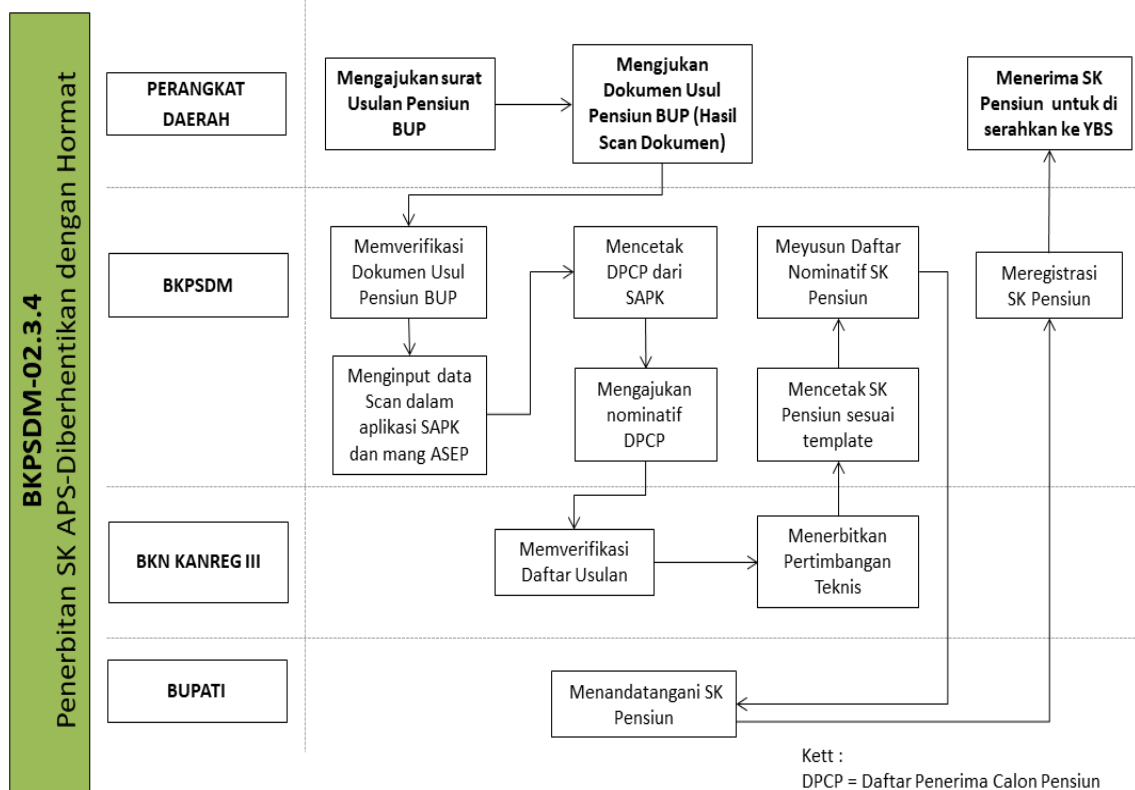 BKPSDM-02.3.4
Penerbitan SK APS-Diberhentikan dengan Hormat
PERANGKAT
DAERAH
Mengajukan surat
Usulan Pensiun
BUP
Mengjukan
Dokumen Usul
Pensiun BUP (Hasil
Scan Dokumen)
Menerima SK
Pensiun untuk di
serahkan ke YBS
BKPSDM
Memverifikasi
Dokumen Usul
Pensiun BUP
Mencetak
DPCP dari
SAPK
Meyusun Daftar
Nominatif SK
Pensiun
Meregistrasi
SK Pensiun
Menginput data
Scan dalam
aplikasi SAPK
dan mang ASEP
Mengajukan
nominatif
DPCP
Mencetak SK
Pensiun sesuai
template
BKN KANREG III
Memverifikasi
Daftar Usulan
Menerbitkan
Pertimbangan
Teknis
BUPATI
Menandatangani SK
Pensiun
Kett :
DPCP = Daftar Penerima Calon Pensiun